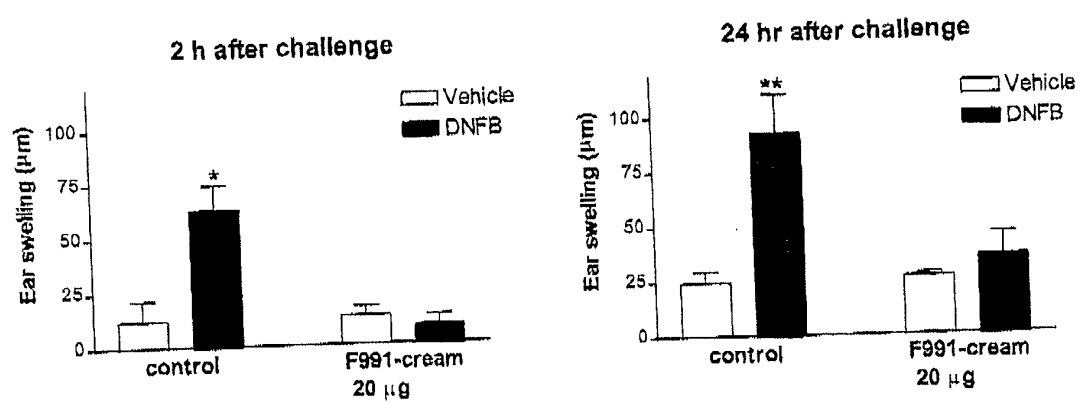 2 h after challenge
Vehicle
DNFB
Ear swelling (μm)
100
75
50
25
0
*
control
F991-cream
20 μg
24 hr after challenge
Vehicle
DNFB
Ear swelling (μm)
100
75
50
25
0
**
control
F991-cream
20 μg